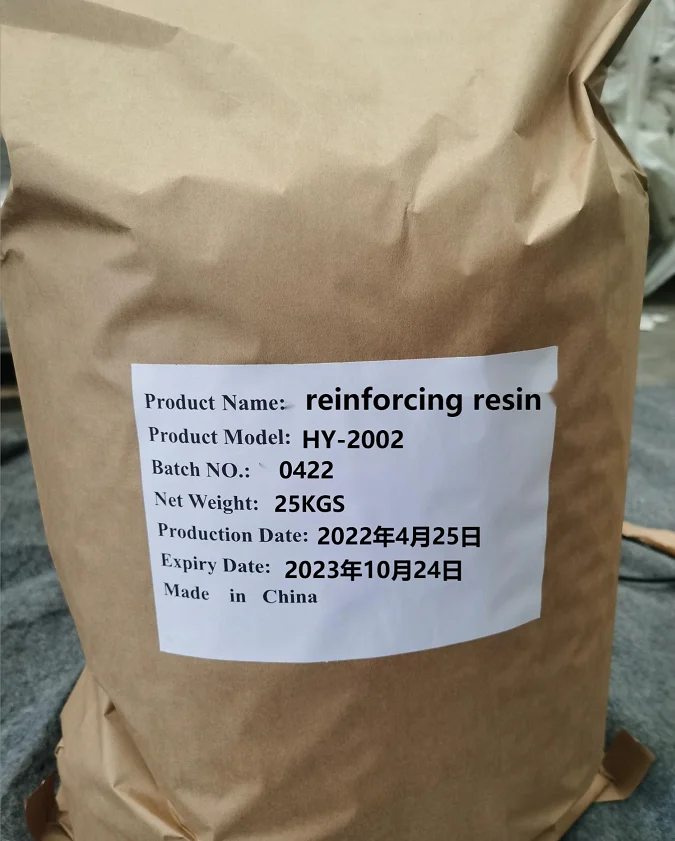 Product Name: reinforcing resin
Product Model: HY-2002
Batch NO.: 0422
Net Weight: 25KGS
Production Date: 2022年4月25日
Expiry Date: 2023年10月24日
Made in China